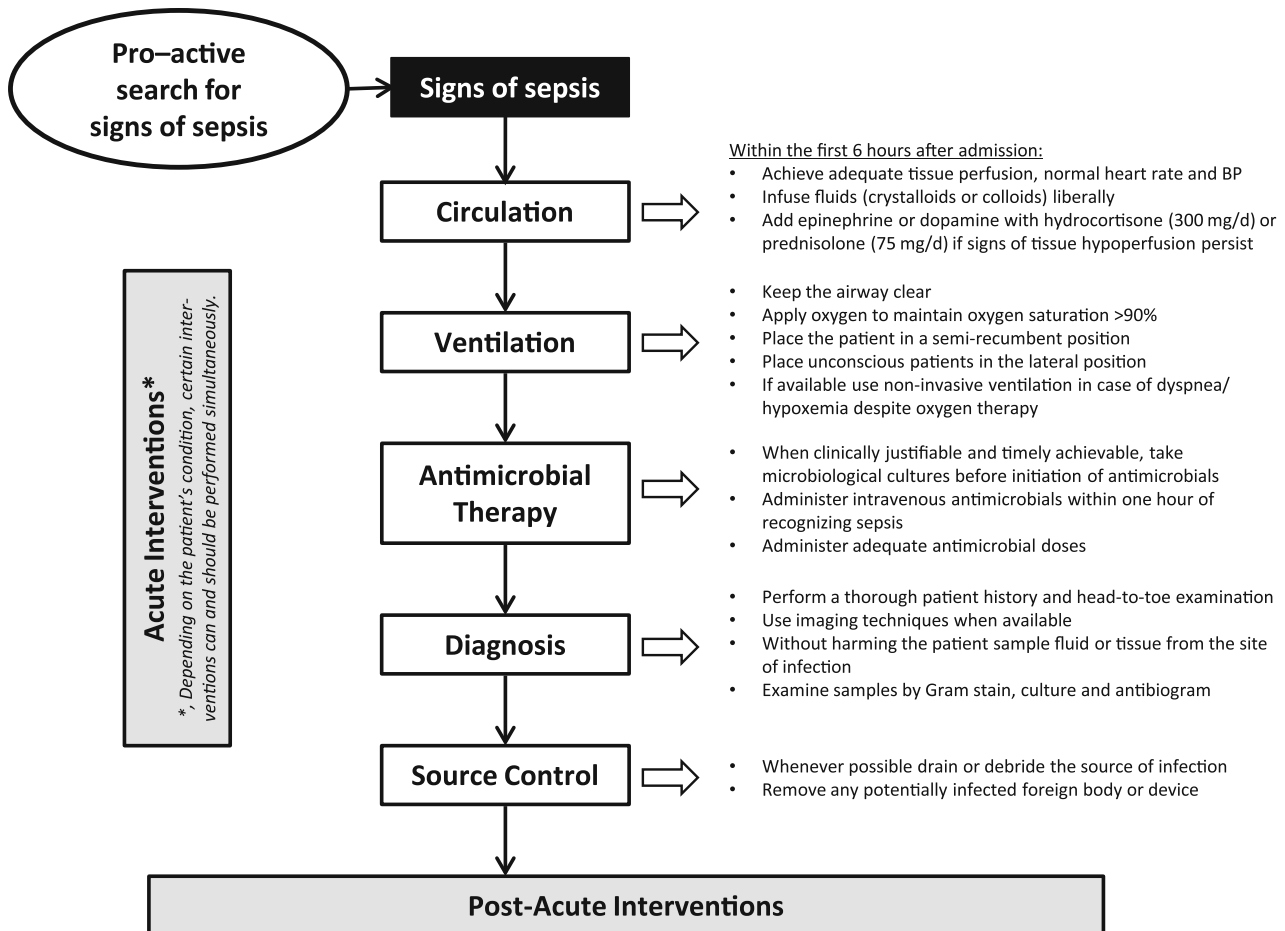 Pro–active
search for
signs of sepsis
Signs of sepsis
Circulation
Within the first 6 hours after admission:
• Achieve adequate tissue perfusion, normal heart rate and BP
• Infuse fluids (crystalloids or colloids) liberally
• Add epinephrine or dopamine with hydrocortisone (300 mg/d) or
prednisolone (75 mg/d) if signs of tissue hypoperfusion persist
Acute Interventions*
*, Depending on the patient's condition, certain inter-
ventions can and should be performed simultaneously.
Ventilation
• Keep the airway clear
• Apply oxygen to maintain oxygen saturation >90%
• Place the patient in a semi-recumbent position
• Place unconscious patients in the lateral position
• If available use non-invasive ventilation in case of dyspnea/
hypoxemia despite oxygen therapy
Antimicrobial
Therapy
• When clinically justifiable and timely achievable, take
microbiological cultures before initiation of antimicrobials
• Administer intravenous antimicrobials within one hour of
recognizing sepsis
• Administer adequate antimicrobial doses
Diagnosis
• Perform a thorough patient history and head-to-toe examination
• Use imaging techniques when available
• Without harming the patient sample fluid or tissue from the site
of infection
• Examine samples by Gram stain, culture and antibiogram
Source Control
• Whenever possible drain or debride the source of infection
• Remove any potentially infected foreign body or device
Post-Acute Interventions